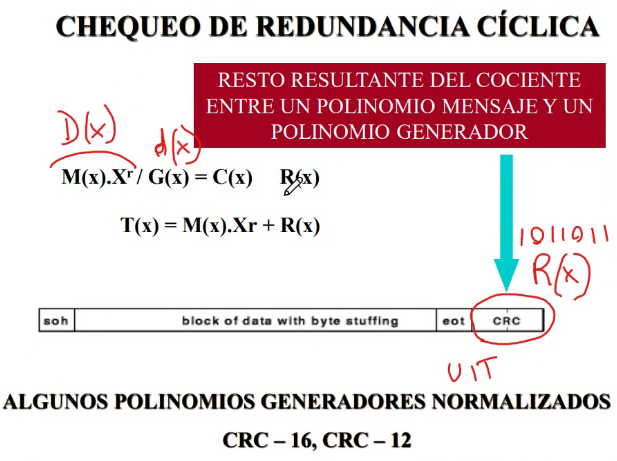 CHEQUEO DE REDUNDANCIA CÍCLICA
RESTO RESULTANTE DEL COCIENTE
ENTRE UN POLINOMIO MENSAJE Y UN
POLINOMIO GENERADOR
D(x)
d(x)
M(x).Xʳ / G(x) = C(x) R(x)
T(x) = M(x).Xr + R(x)
1011011
R(x)
soh block of data with byte stuffing eot CRC
UIT
ALGUNOS POLINOMIOS GENERADORES NORMALIZADOS
CRC – 16, CRC – 12